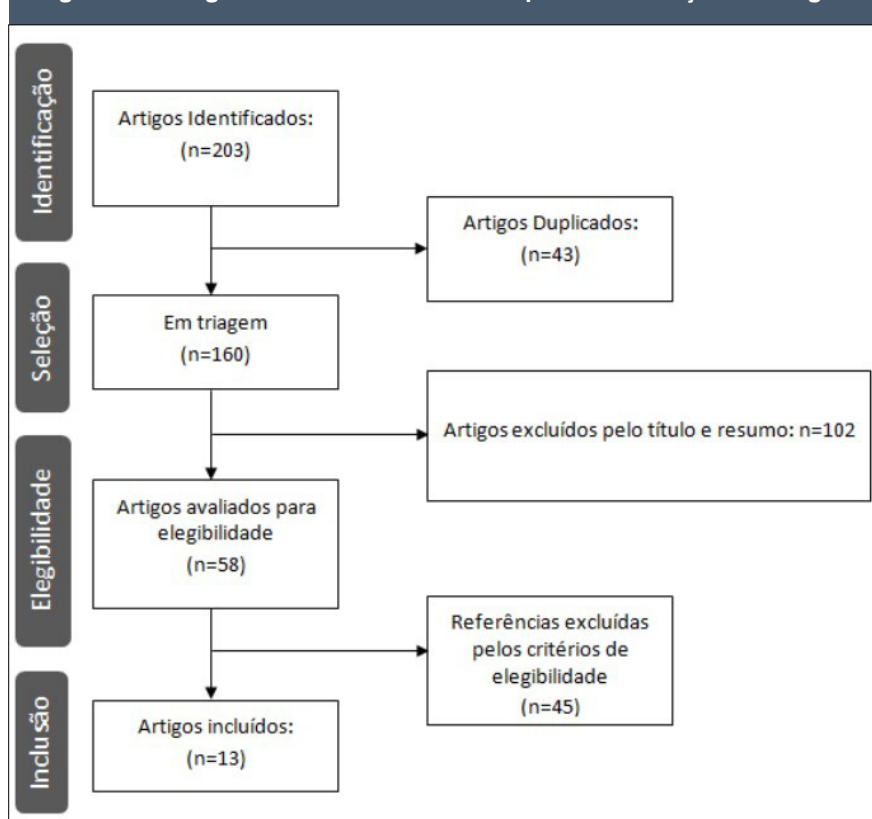 Identificação
Artigos Identificados:
(n=203)
Artigos Duplicados:
(n=43)
Seleção
Em triagem
(n=160)
Artigos excluídos pelo título e resumo: n=102
Elegibilidade
Artigos avaliados para
elegibilidade
(n=58)
Referências excluídas
pelos critérios de
elegibilidade
(n=45)
Inclusão
Artigos incluídos:
(n=13)